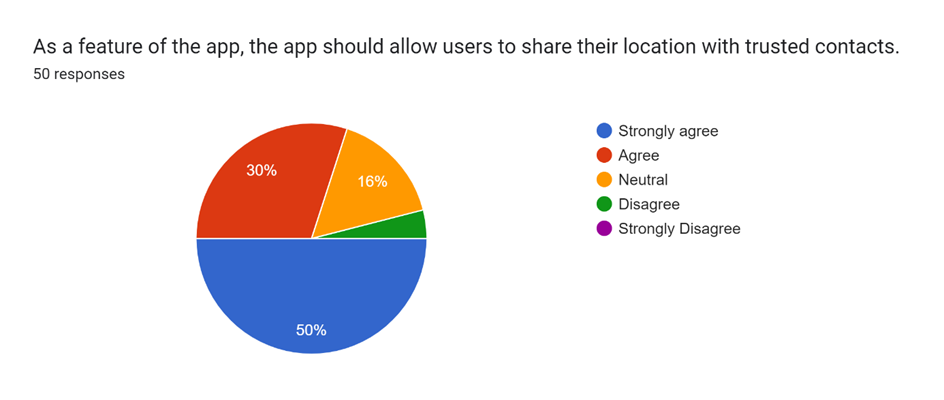 As a feature of the app, the app should allow users to share their location with trusted contacts.
50 responses
30%
16%
50%
Strongly agree
Agree
Neutral
Disagree
Strongly Disagree